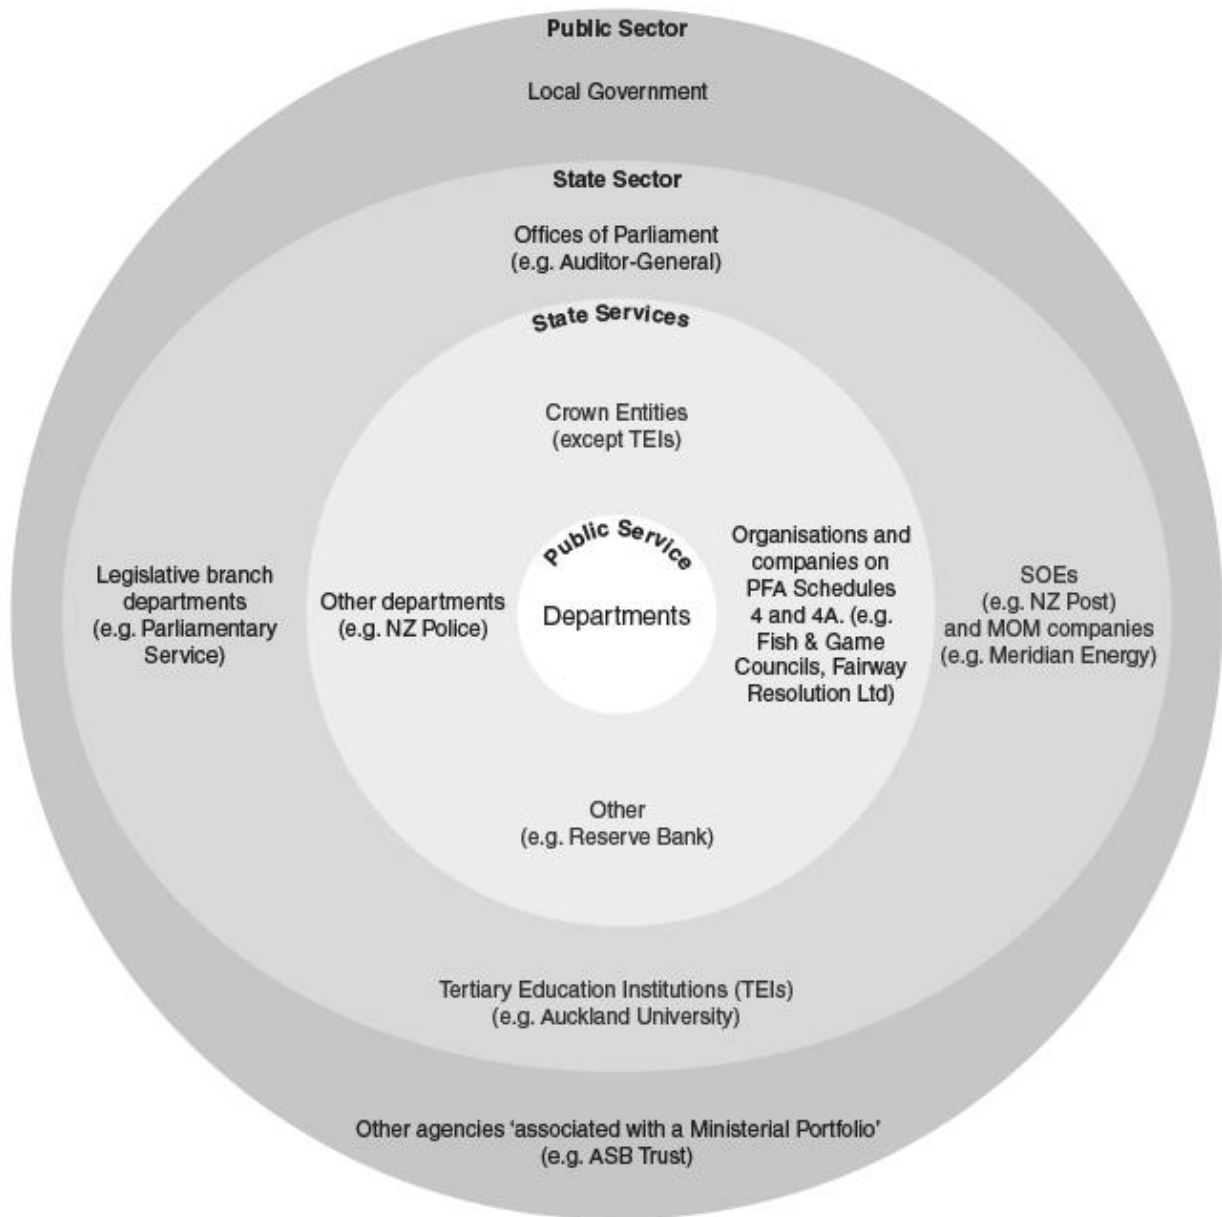 Public Sector
Local Government
State Sector
Offices of Parliament
(e.g. Auditor-General)
State Services
Crown Entities
(except TEIs)
Public Service
Departments
Legislative branch
departments
(e.g. Parliamentary
Service)
Other departments
(e.g. NZ Police)
Organisations and
companies on
PFA Schedules
4 and 4A. (e.g.
Fish & Game
Councils, Fairway
Resolution Ltd)
SOEs
(e.g. NZ Post)
and MOM companies
(e.g. Meridian Energy)
Other
(e.g. Reserve Bank)
Tertiary Education Institutions (TEIs)
(e.g. Auckland University)
Other agencies ‘associated with a Ministerial Portfolio’
(e.g. ASB Trust)